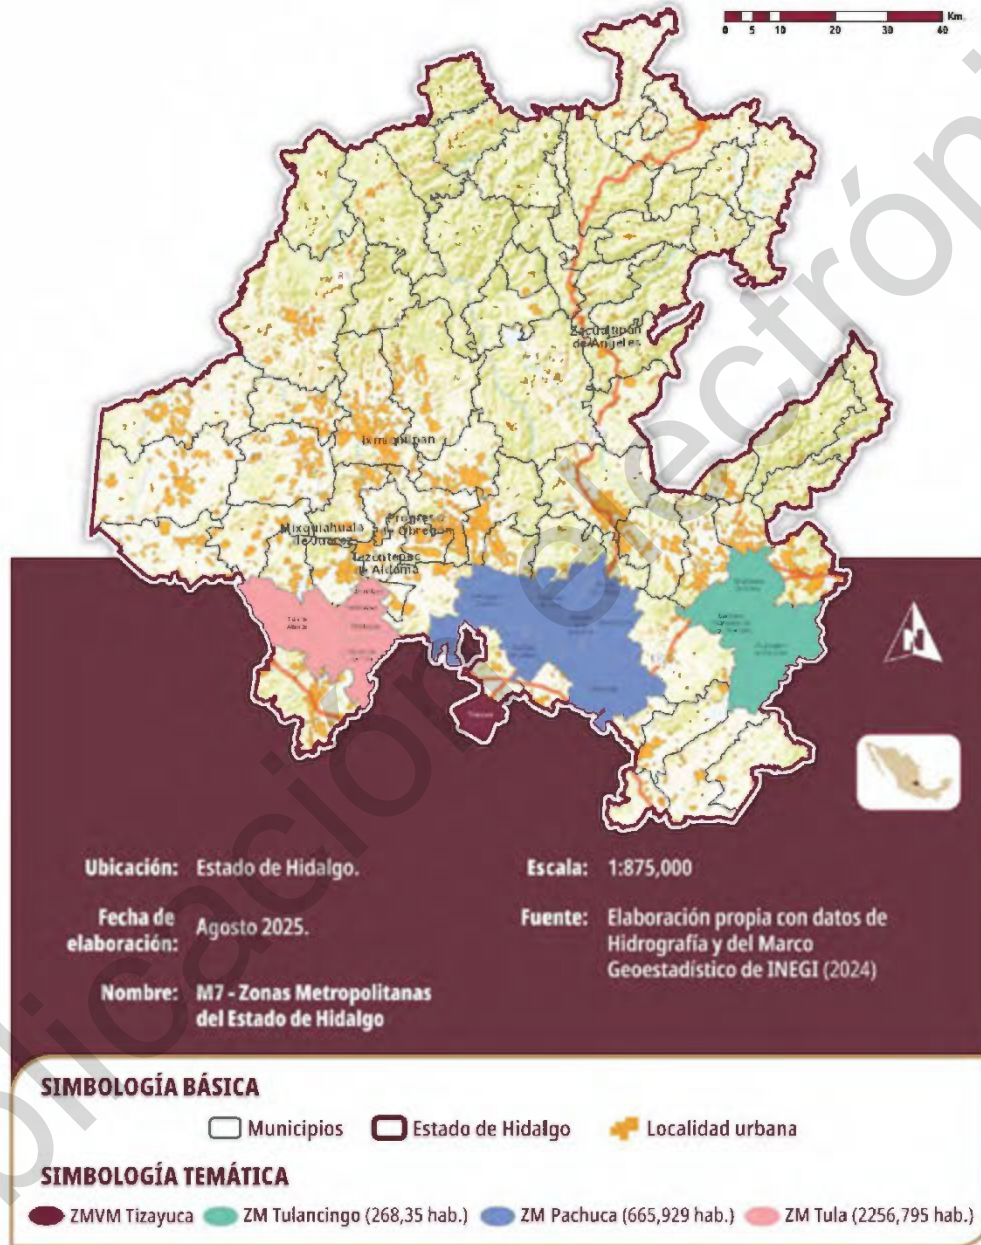 Km.
0 5 10 20 30 40
Zacualtipán
de Ángeles
Ixmiquilpan
Progreso
de Obregón
Mixquiahuala
de Juárez
Tezontepec
de Aldama
Tizayuca
N
Ubicación: Estado de Hidalgo.
Escala: 1:875,000
Fecha de elaboración: Agosto 2025.
Fuente: Elaboración propia con datos de
Hidrografía y del Marco
Geoestadístico de INEGI (2024)
Nombre: M7 - Zonas Metropolitanas
del Estado de Hidalgo
SIMBOLOGÍA BÁSICA
Municipios Estado de Hidalgo Localidad urbana
SIMBOLOGÍA TEMÁTICA
ZMVM Tizayuca ZM Tulancingo (268,35 hab.) ZM Pachuca (665,929 hab.) ZM Tula (2256,795 hab.)